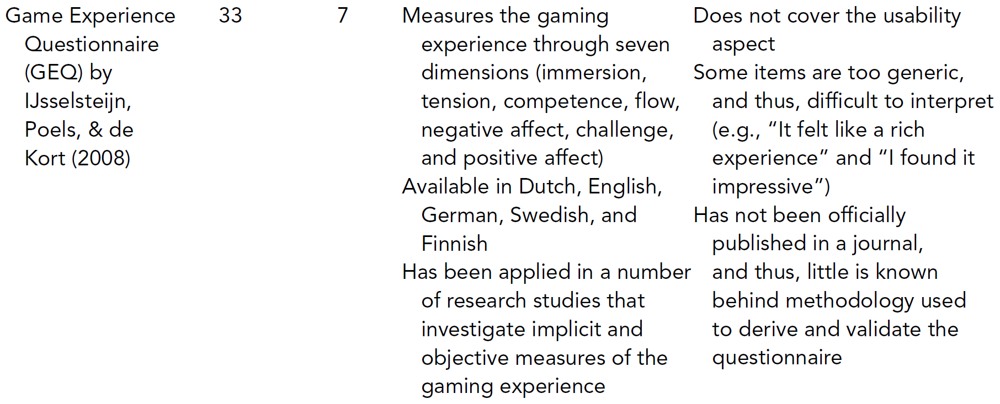 Game Experience
Questionnaire
(GEQ) by
IJsselsteijn,
Poels, & de
Kort (2008)
33
7
Measures the gaming
experience through seven
dimensions (immersion,
tension, competence, flow,
negative affect, challenge,
and positive affect)
Available in Dutch, English,
German, Swedish, and
Finnish
Has been applied in a number
of research studies that
investigate implicit and
objective measures of the
gaming experience
Does not cover the usability
aspect
Some items are too generic,
and thus, difficult to interpret
(e.g., “It felt like a rich
experience” and “I found it
impressive”)
Has not been officially
published in a journal,
and thus, little is known
behind methodology used
to derive and validate the
questionnaire